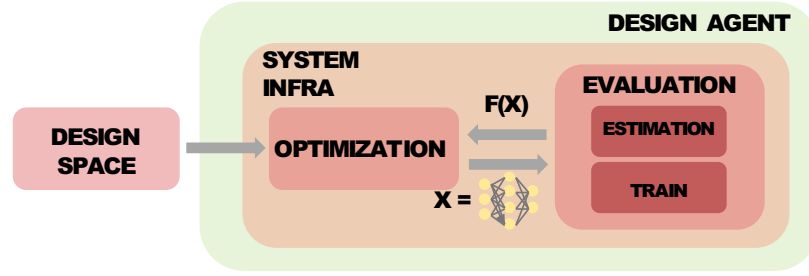 DESIGN AGENT
SYSTEM
INFRA
EVALUATION
F(X)
ESTIMATION
DESIGN
SPACE
OPTIMIZATION
TRAIN
X =